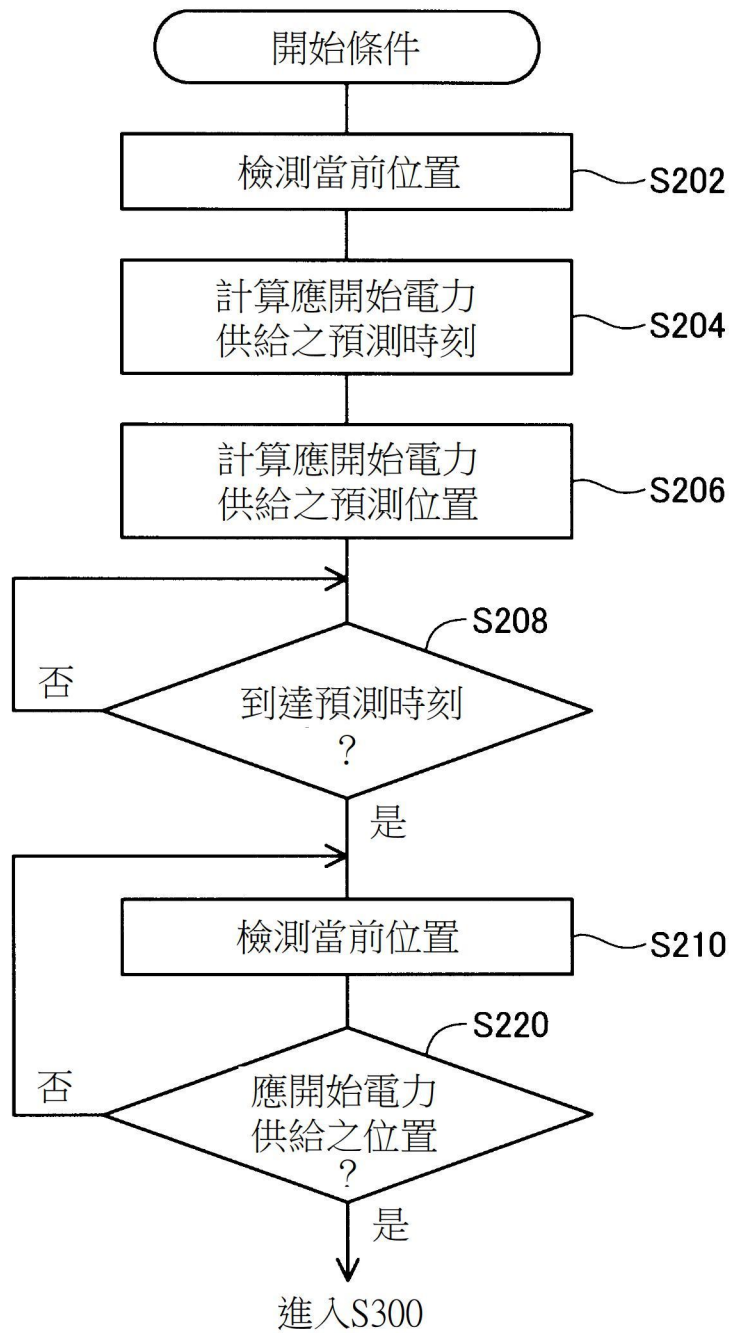 開始條件
檢測當前位置
S202
計算應開始電力
供給之預測時刻
S204
計算應開始電力
供給之預測位置
S206
S208
否
到達預測時刻
?
是
檢測當前位置
S210
S220
否
應開始電力
供給之位置
?
是
進入S300